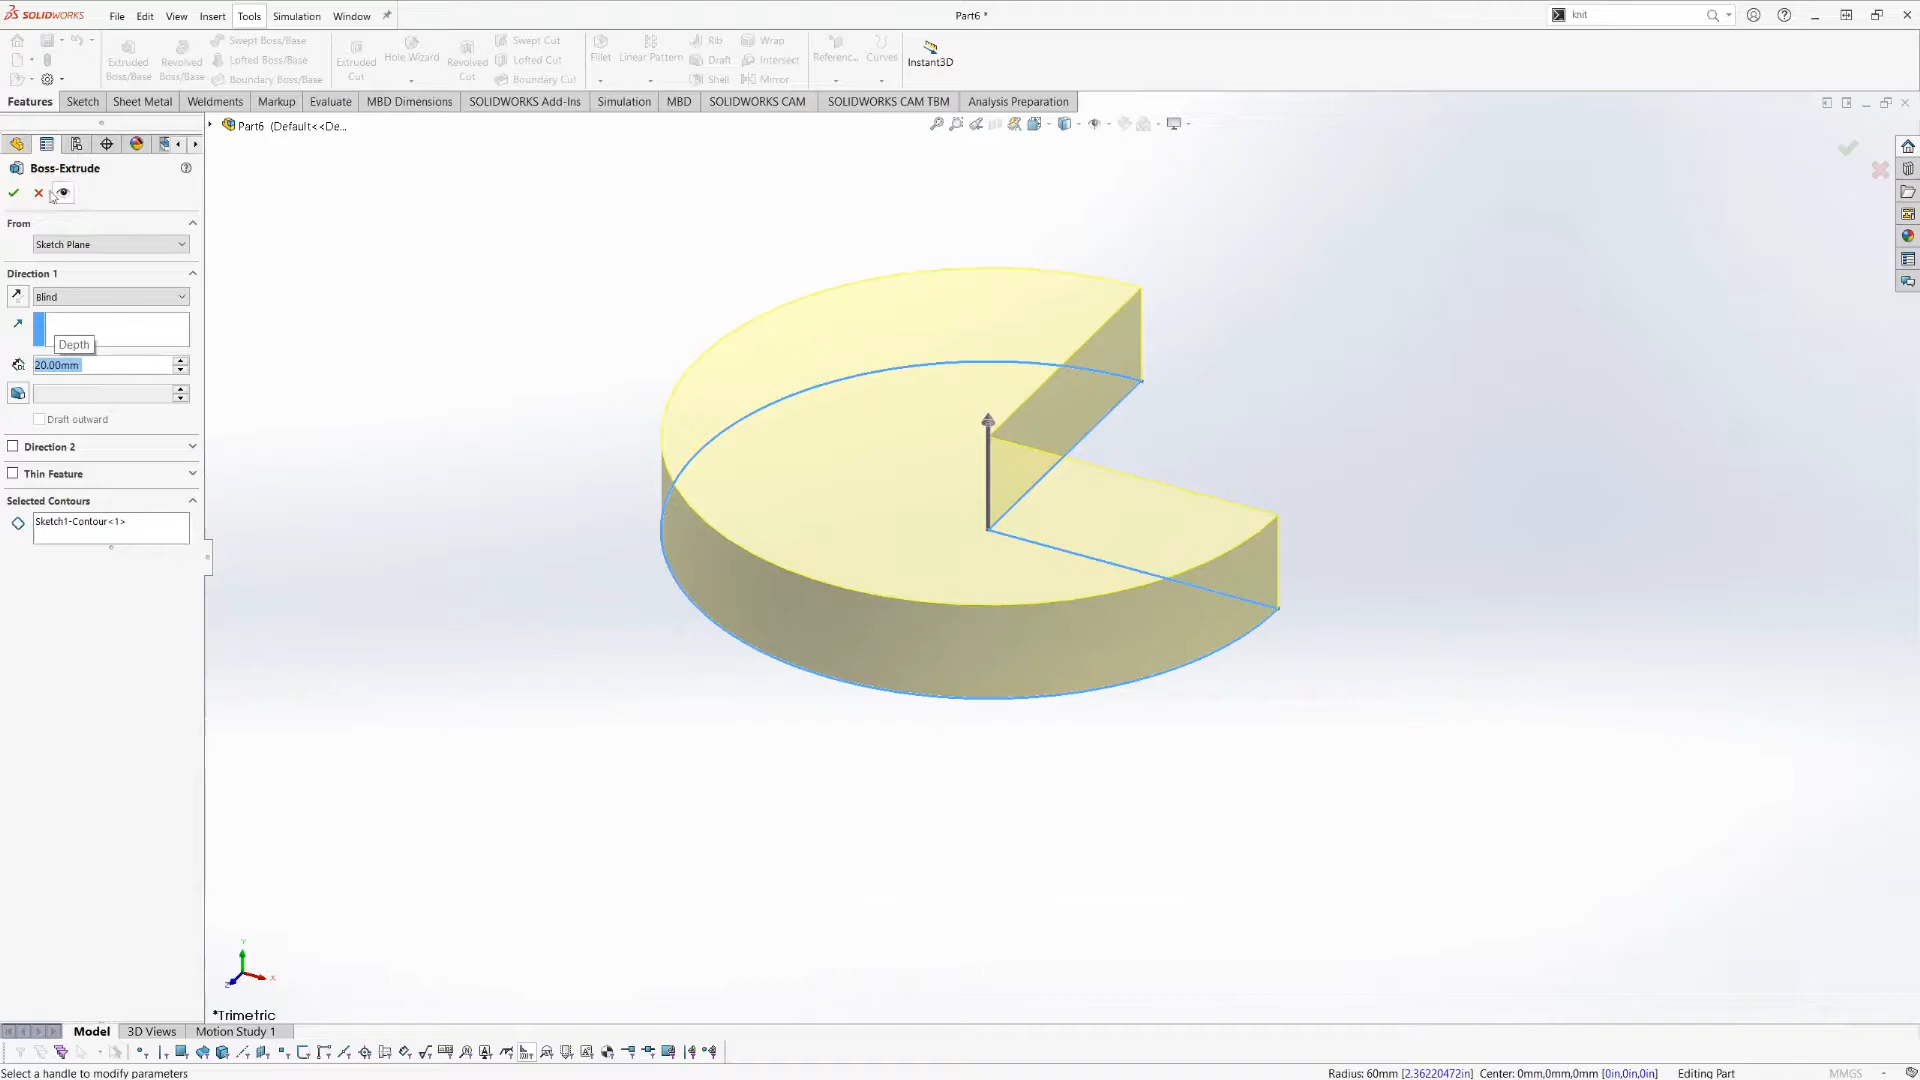 SOLIDWORKS
File Edit View Insert Tools Simulation Window
Part6 *
knit
Extruded Boss/Base
Revolved Boss/Base
Swept Boss/Base
Lofted Boss/Base
Boundary Boss/Base
Extruded Cut
Hole Wizard
Revolved Cut
Swept Cut
Lofted Cut
Boundary Cut
Fillet
Linear Pattern
Rib
Draft
Shell
Wrap
Intersect
Mirror
Referenc...
Curves
Instant3D
Features Sketch Sheet Metal Weldments Markup Evaluate MBD Dimensions SOLIDWORKS Add-Ins Simulation MBD SOLIDWORKS CAM SOLIDWORKS CAM TBM Analysis Preparation
Part6 (Default<<De...
Boss-Extrude
From
Sketch Plane
Direction 1
Blind
Depth
20.00mm
Draft outward
Direction 2
Thin Feature
Selected Contours
Sketch1-Contour<1>
Y
X
Z
*Trimetric
Model 3D Views Motion Study 1
Select a handle to modify parameters
Radius: 60mm [2.36220472in] Center: 0mm,0mm,0mm [0in,0in,0in]
Editing Part
MMGS